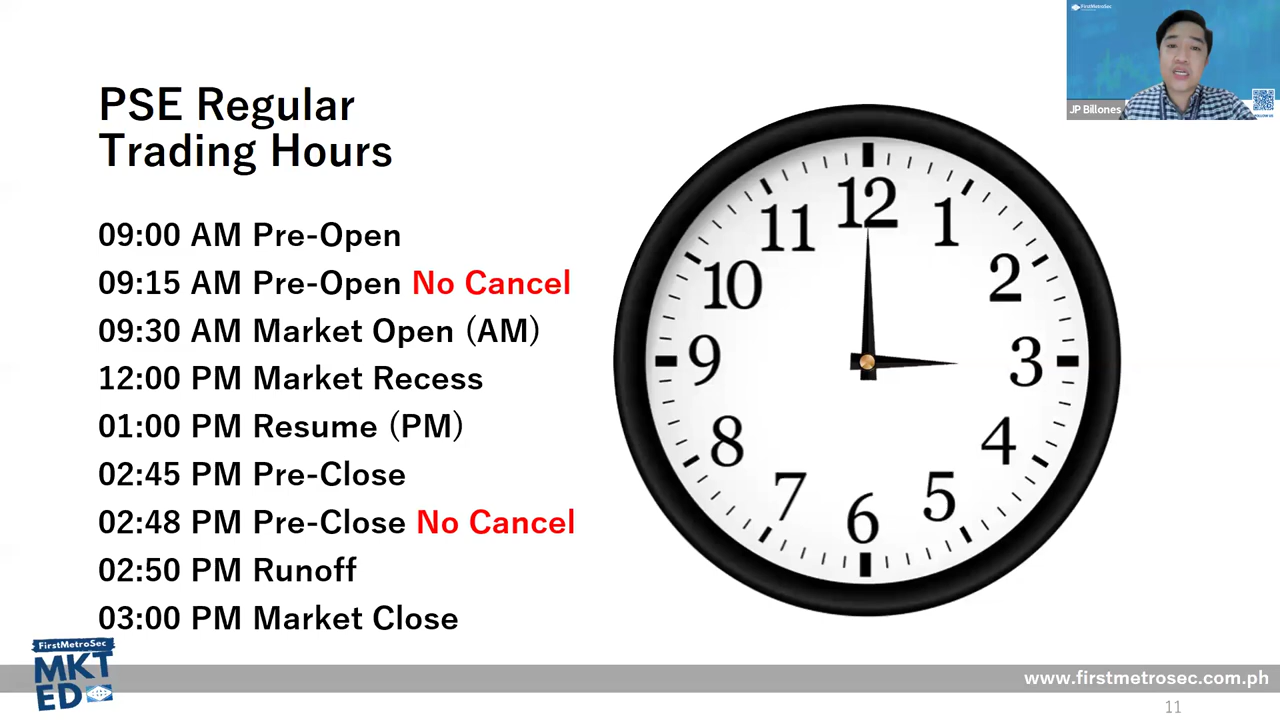 PSE Regular
Trading Hours
09:00 AM Pre-Open
09:15 AM Pre-Open No Cancel
09:30 AM Market Open (AM)
12:00 PM Market Recess
01:00 PM Resume (PM)
02:45 PM Pre-Close
02:48 PM Pre-Close No Cancel
02:50 PM Runoff
03:00 PM Market Close
12
1
2
3
4
5
6
7
8
9
10
11
FirstMetroSec
JP Billones
FOLLOW US
FirstMetroSec
MKT
ED
www.firstmetrosec.com.ph
11